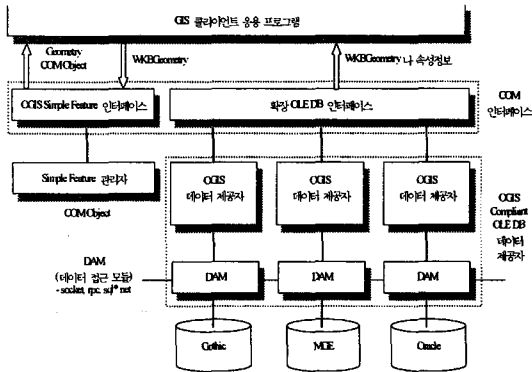 GIS 클라이언트 응용 프로그램
Geometry
COM Object
WKBGeometry
WKBGeometry 나 속성정보
OGIS Simple Feature 인터페이스
확장 OLE DB 인터페이스
COM
인터페이스
Simple Feature 관리자
COM Object
OGIS
데이터 제공자
OGIS
데이터 제공자
OGIS
데이터 제공자
OGIS
Compliant
OLE DB
데이터
제공자
DAM
(데이터 접근 모듈)
- socket, rpc, sql* net
DAM
DAM
DAM
Gothic
MGE
Oracle